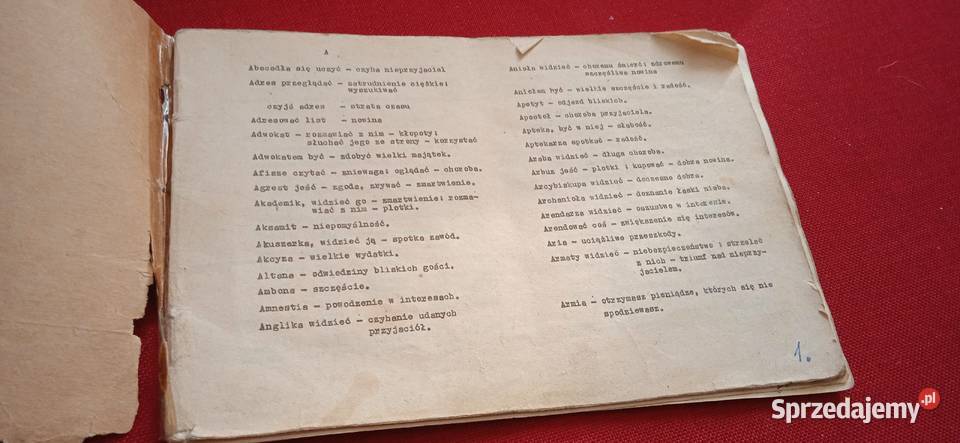 A
Abecadła się uczyć - czyha nieprzyjaciel
Adres przeglądać - zatrudnienie ciężkie;
wyszukiwać
czyjś adres - strata czasu
Adresować list - nowina
Adwokat - rozmawiać z nim - kłopoty;
słuchać jego ze strony - korzystać
Adwokatem być - zdobyć wielki majątek.
Afisze czytać - zniewaga; oglądać - choroba.
Agrest jeść - zgoda, zrywać - zmartwienie.
Akademik, widzieć go - zmartwienie; rozma-
wiać z nim - plotki.
Aksamit - niepomyślność.
Akuszerka, widzieć ją - spotka zawód.
Akcyza - wielkie wydatki.
Altana - odwiedziny bliskich gości.
Ambona - szczęście.
Amnestia - powodzenie w interesach.
Anglika widzieć - czyhanie udanych
przyjaciół.
Anioła widzieć - choremu śmierć; zdrowemu
szczęśliwa nowina
Aniołem być - wielkie szczęście i radość.
Apetyt - odjazd bliskich.
Apostoł - choroba przyjaciela.
Apteka, być w niej - słabość.
Aptekarza spotkać - radość.
Araba widzieć - długa choroba.
Arbuz jeść - plotki ; kupować - dobra nowina.
Arcybiskupa widzieć - doczesne dobra.
Archanioła widzieć - doznanie łaski nieba.
Arendarza widzieć - oszustwo w interesie.
Arendować coś - zwiększenie się interesów.
Aria - uciążliwe przeszkody.
Armaty widzieć - niebezpieczeństwo ; strzelać
z nich - triumf nad nieprzy-
jacielem.
Armia - otrzymasz pieniądze, których się nie
spodziewasz.
1.
Sprzedajemy.pl